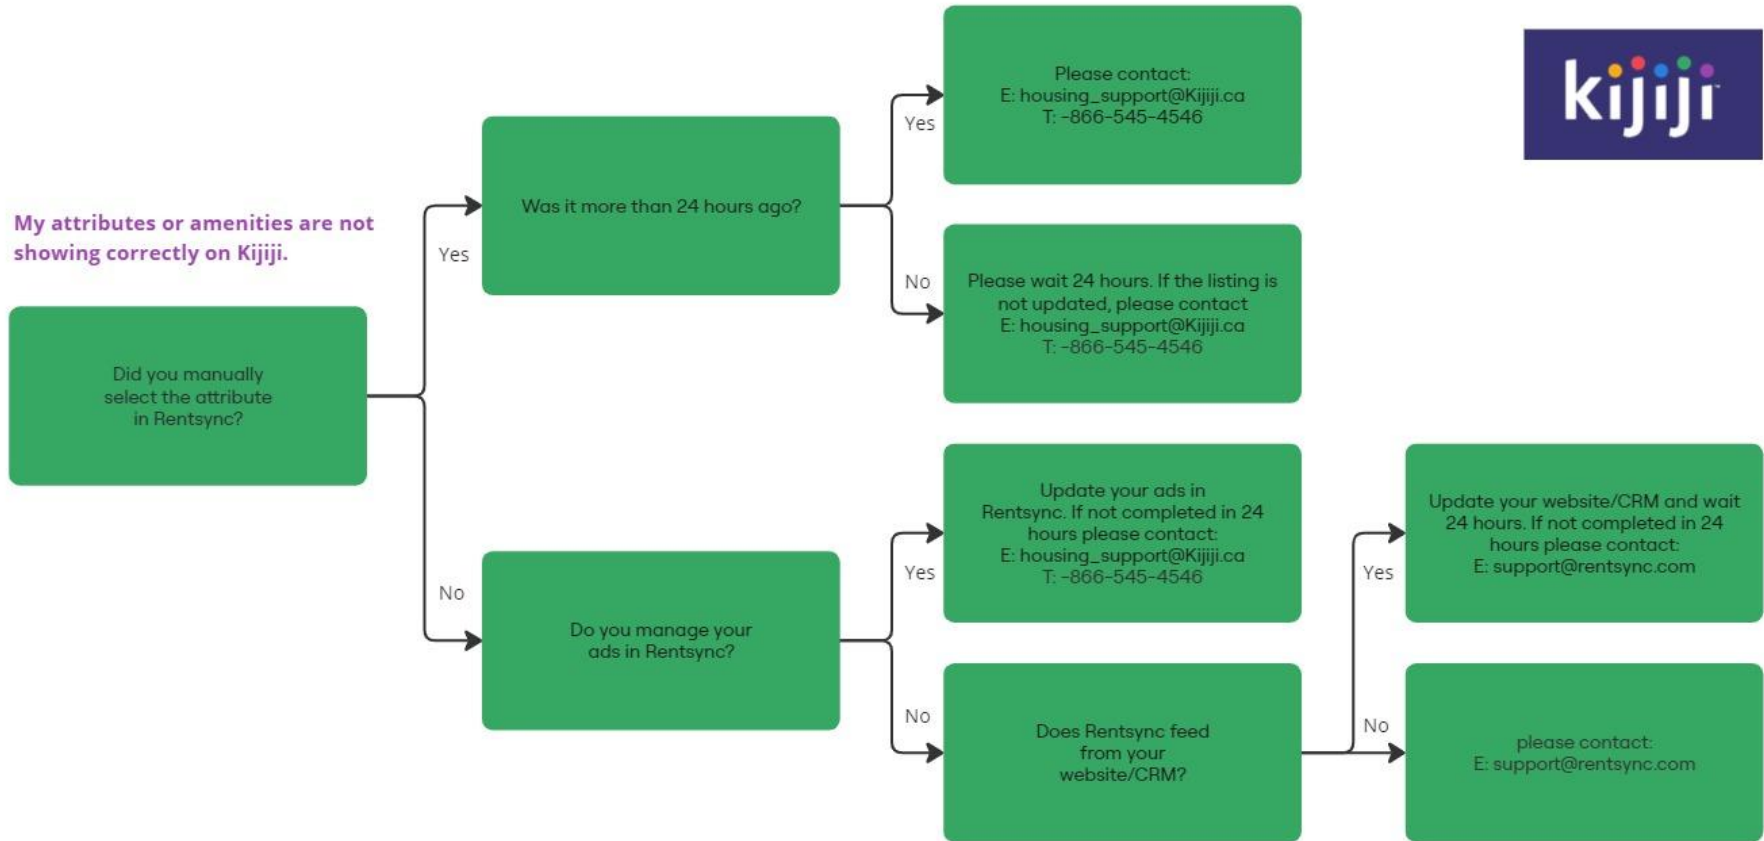 kijiji
My attributes or amenities are not
showing correctly on Kijiji.
Did you manually
select the attribute
in Rentsync?
Yes
Was it more than 24 hours ago?
Yes
Please contact:
E: housing_support@Kijiji.ca
T: -866-545-4546
No
Please wait 24 hours. If the listing is
not updated, please contact
E: housing_support@Kijiji.ca
T: -866-545-4546
No
Do you manage your
ads in Rentsync?
Yes
Update your ads in
Rentsync. If not completed in 24
hours please contact:
E: housing_support@Kijiji.ca
T: -866-545-4546
No
Does Rentsync feed
from your
website/CRM?
Yes
Update your website/CRM and wait
24 hours. If not completed in 24
hours please contact:
E: support@rentsync.com
No
please contact:
E: support@rentsync.com